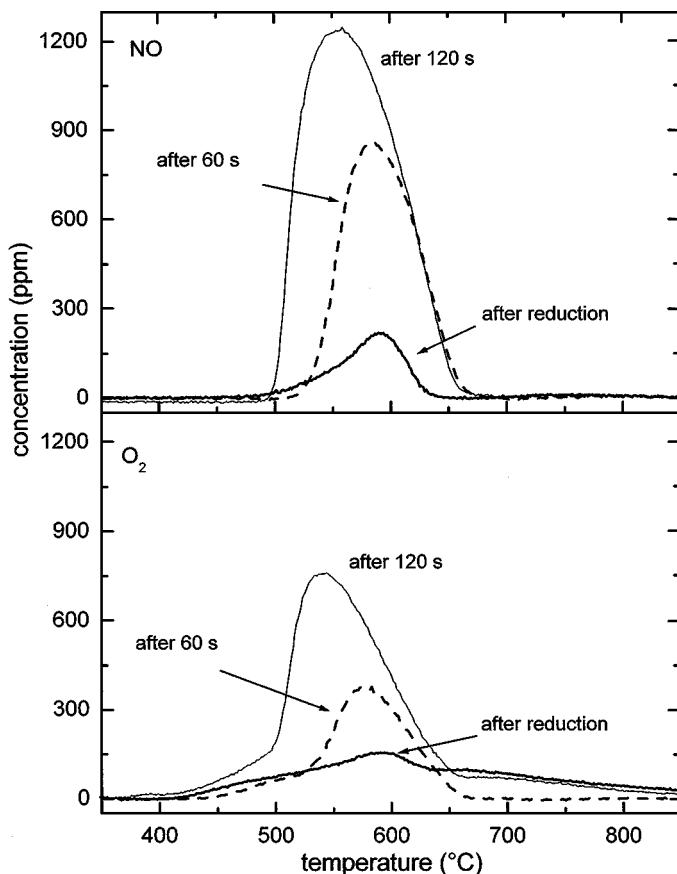 1200
NO
after 120 s
900
after 60 s
600
300
after reduction
0
concentration (ppm)
1200
O2
900
after 120 s
600
after 60 s
300
after reduction
0
400 500 600 700 800
temperature (°C)